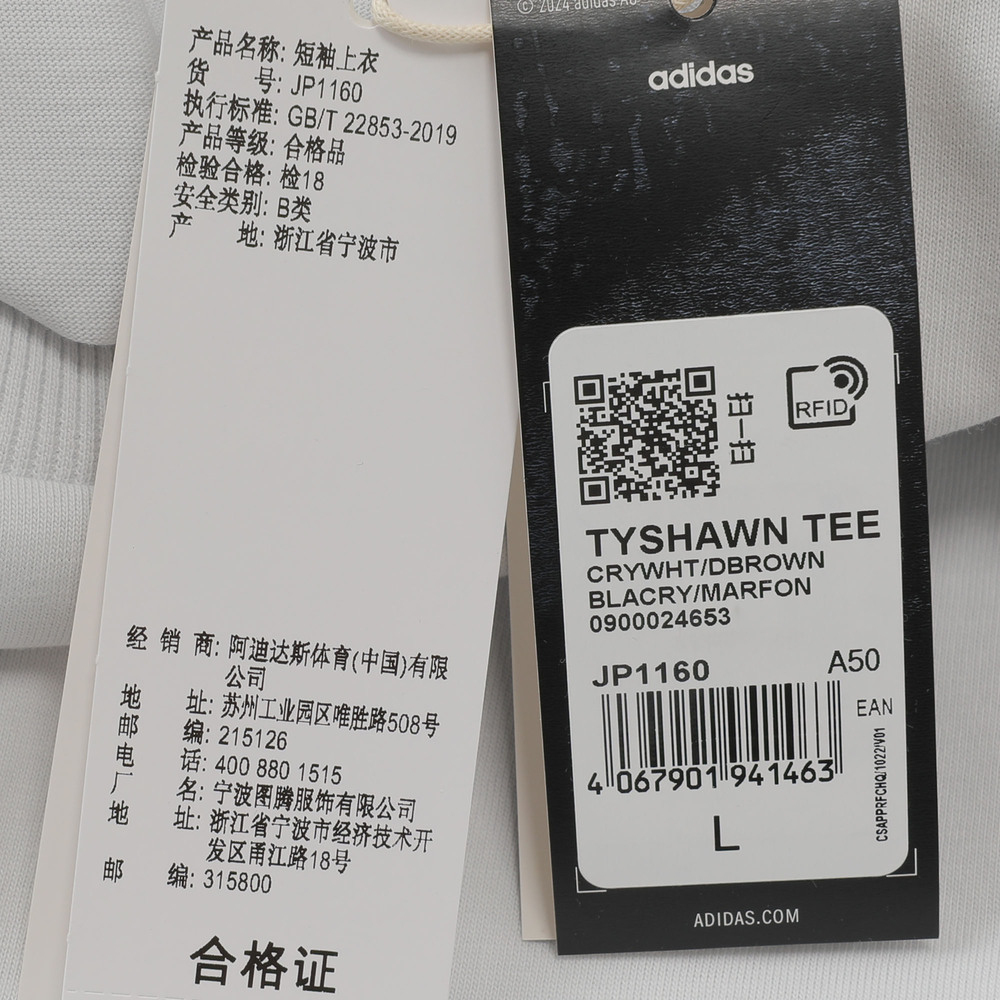 产品名称: 短袖上衣
货 号: JP1160
执行标准: GB/T 22853-2019
产品等级: 合格品
检验合格: 检18
安全类别: B类
产 地: 浙江省宁波市
经 销 商: 阿迪达斯体育(中国)有限
公司
地 址: 苏州工业园区唯胜路508号
邮 编: 215126
电 话: 400 880 1515
厂 名: 宁波图腾服饰有限公司
地 址: 浙江省宁波市经济技术开
发区甬江路18号
邮 编: 315800
合格证
© 2024 adidas AG
adidas
扫一扫
RFID
TYSHAWN TEE
CRYWHT/DBROWN
BLACRY/MARFON
0900024653
JP1160 A50
EAN
4 067901 941463
CSAPPRFCHQ/1022/V01
L
ADIDAS.COM